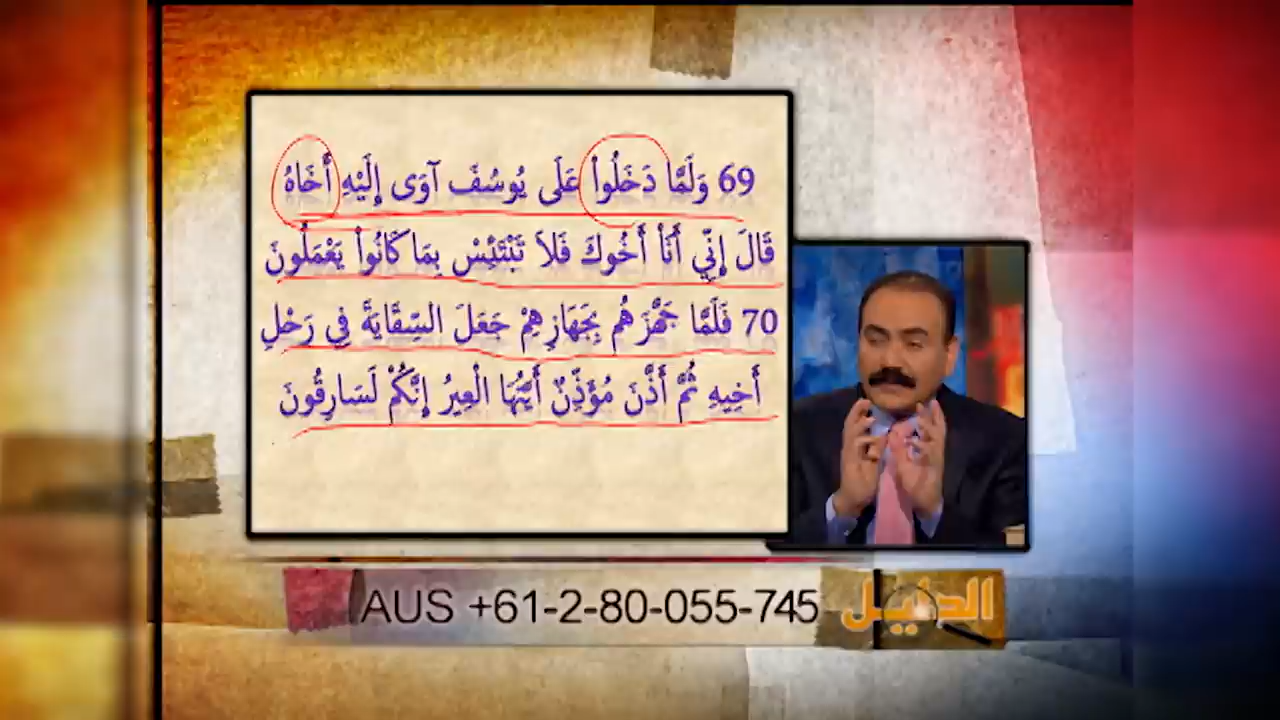 69 وَلَمَّا دَخَلُواْ عَلَى يُوسُفَ آوَى إِلَيْهِ أَخَاهُ
قَالَ إِنِّي أَنَاْ أَخُوكَ فَلاَ تَبْتَئِسْ بِمَا كَانُواْ يَعْمَلُونَ
70 فَلَمَّا جَهَّزَهُم بِجَهَازِهِمْ جَعَلَ السِّقَايَةَ فِي رَحْلِ
أَخِيهِ ثُمَّ أَذَّنَ مُؤَذِّنٌ أَيَّتُهَا الْعِيرُ إِنَّكُمْ لَسَارِقُونَ
AUS +61-2-80-055-745
الدليل